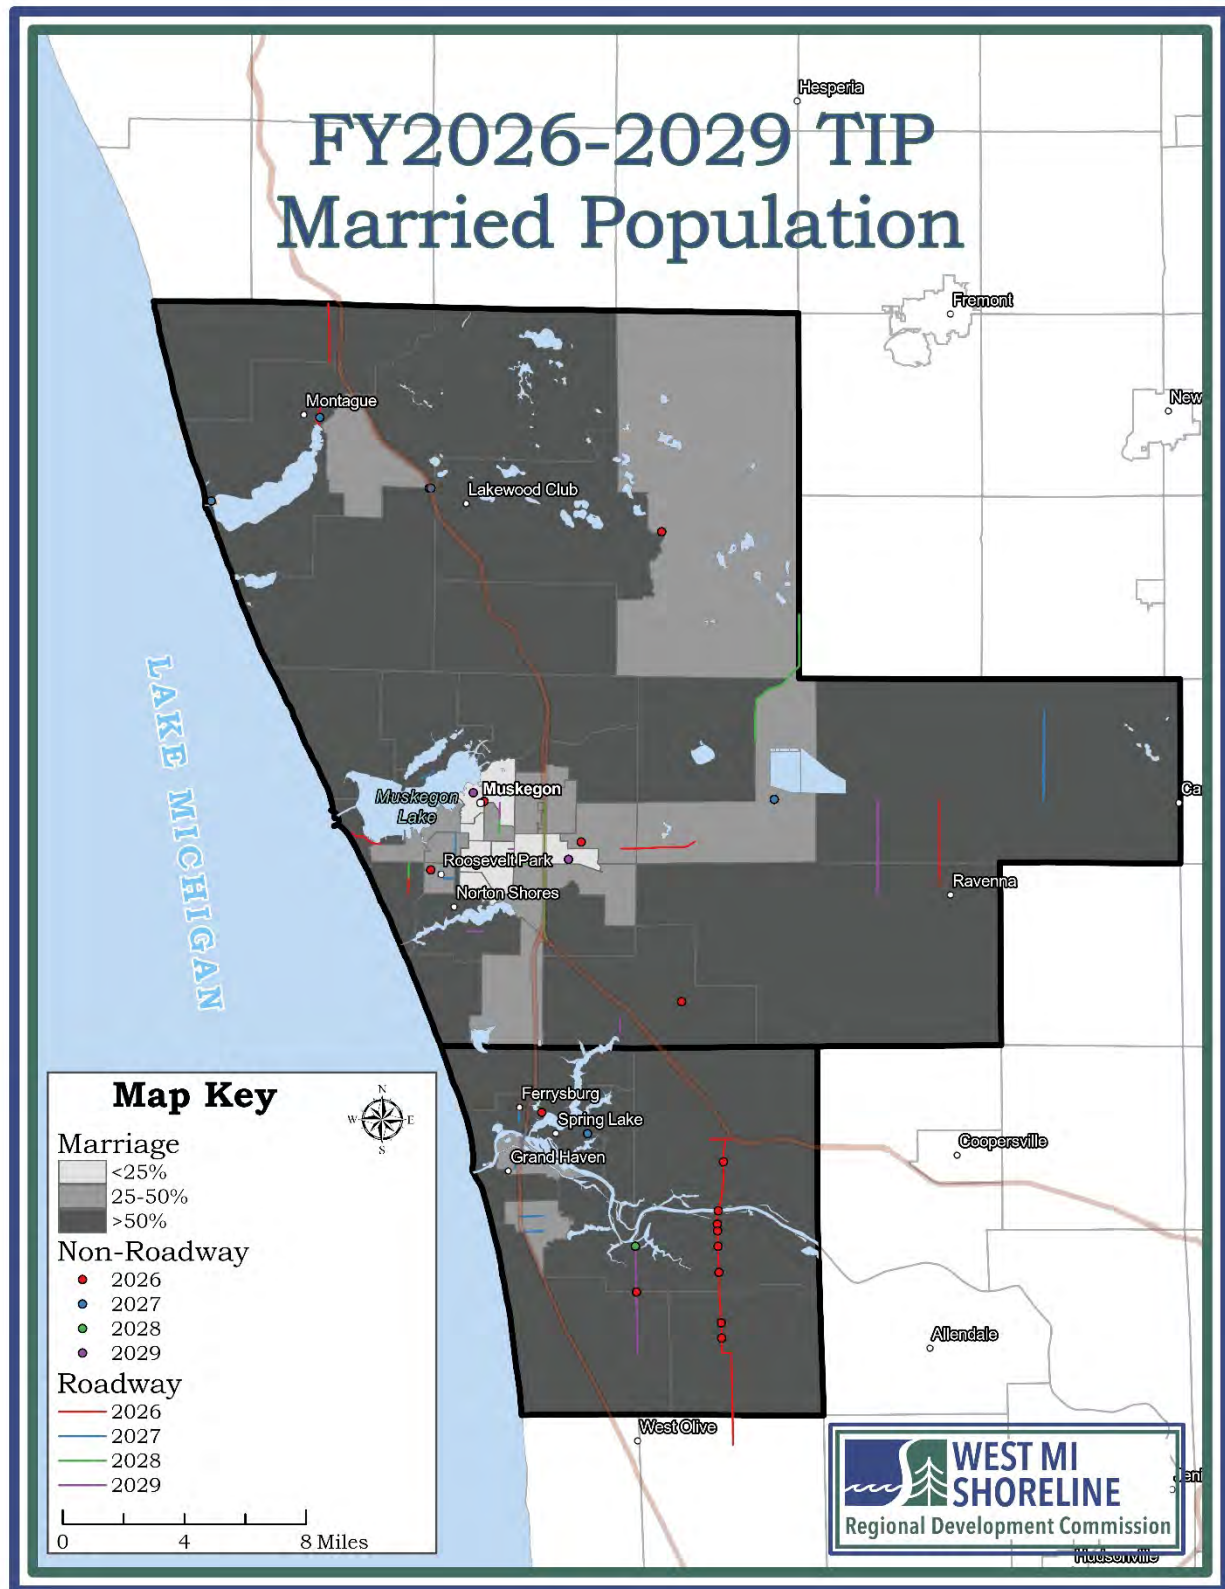 Hesperia
FY2026-2029 TIP
Married Population
Fremont
New
Montague
Lakewood Club
LAKE MICHIGAN
Muskegon
Muskegon
Lake
Ca
Roosevelt Park
Ravenna
Norton Shores
Map Key
N
W
E
S
Marriage
<25%
25-50%
>50%
Non-Roadway
2026
2027
2028
2029
Roadway
2026
2027
2028
2029
0 4 8 Miles
Ferrysburg
Spring Lake
Grand Haven
Coopersville
Allendale
West Olive
WEST MI
SHORELINE
Regional Development Commission
Jeni
Hudsonville